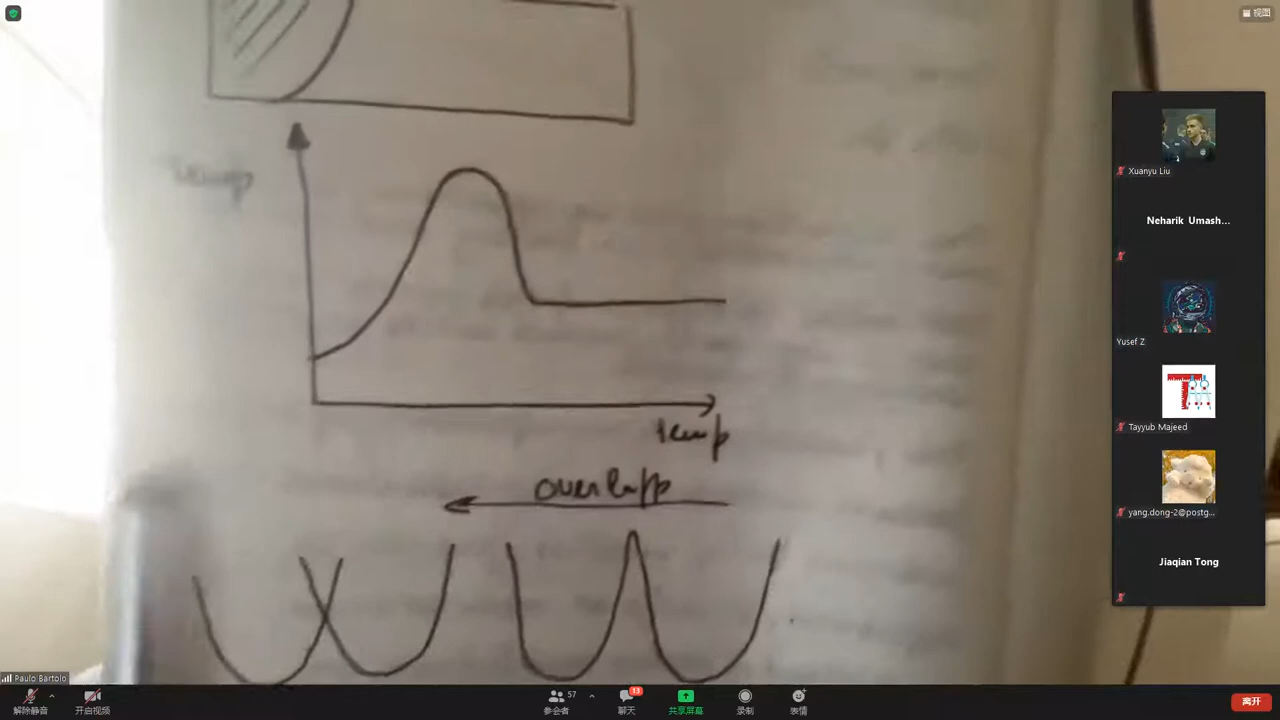 视图
temp
temp
overlapp
Xuanyu Liu
Neharik Umash...
Yusef Z
Tayyub Majeed
yang.dong-2@postg...
Jiaqian Tong
Paulo Bartolo
解除静音
开启视频
57
参会者
13
聊天
共享屏幕
录制
表情
离开